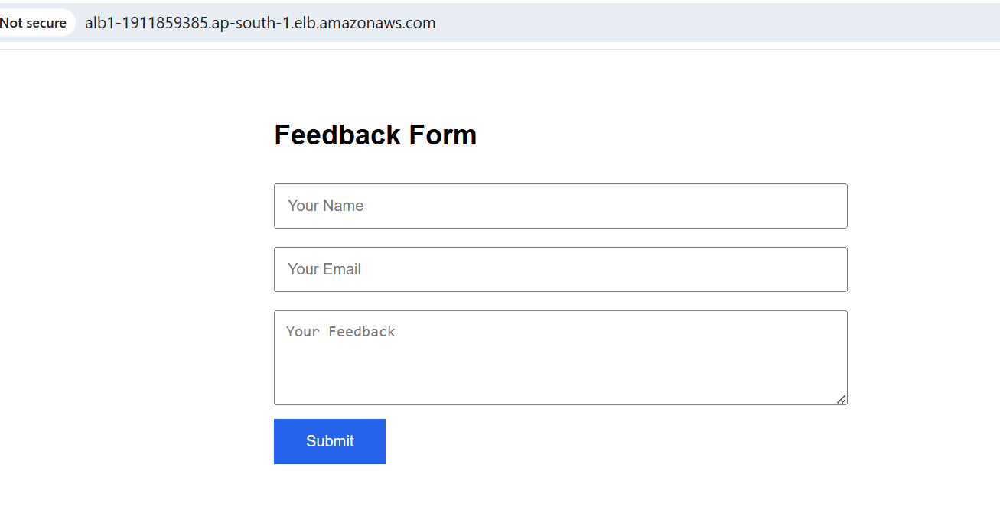 Not secure alb1-1911859385.ap-south-1.elb.amazonaws.com
Feedback Form
Your Name
Your Email
Your Feedback
Submit